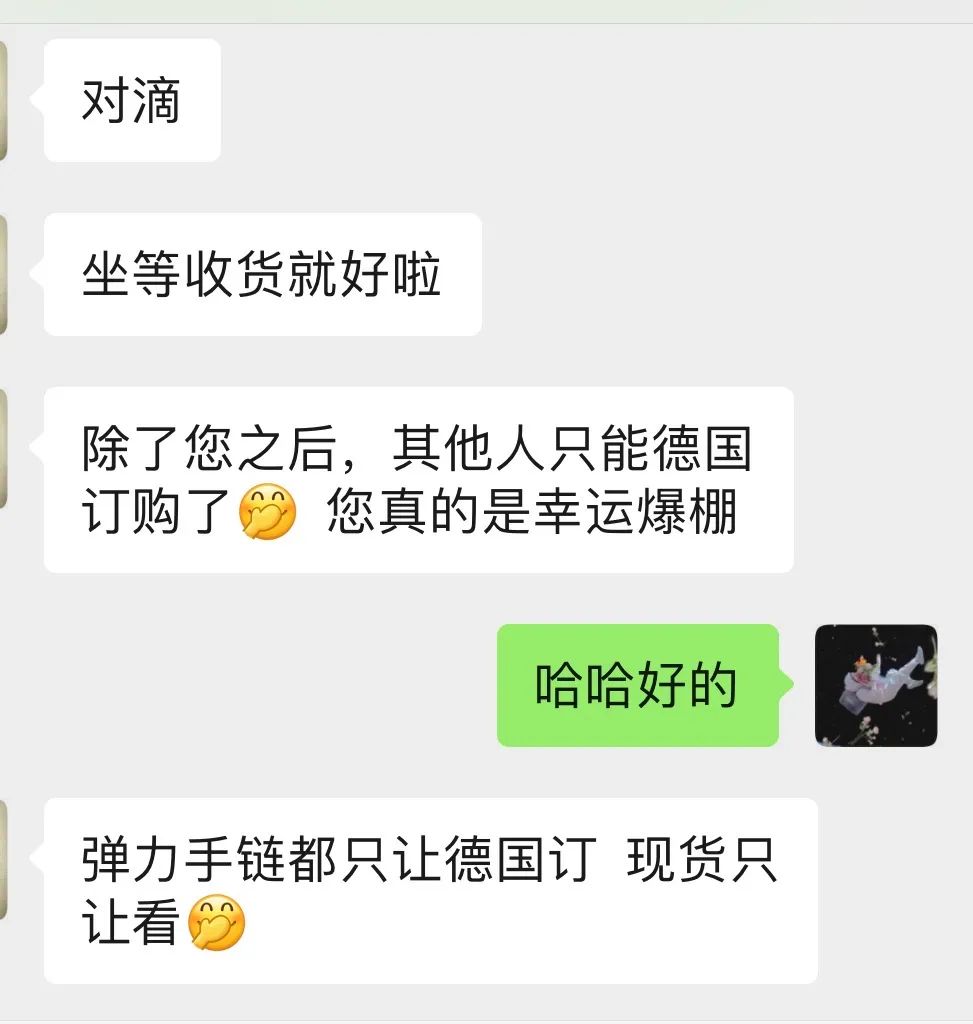 对滴
坐等收货就好啦
除了您之后，其他人只能德国
订购了🤭 您真的是幸运爆棚
哈哈好的
弹力手链都只让德国订 现货只
让看🤭